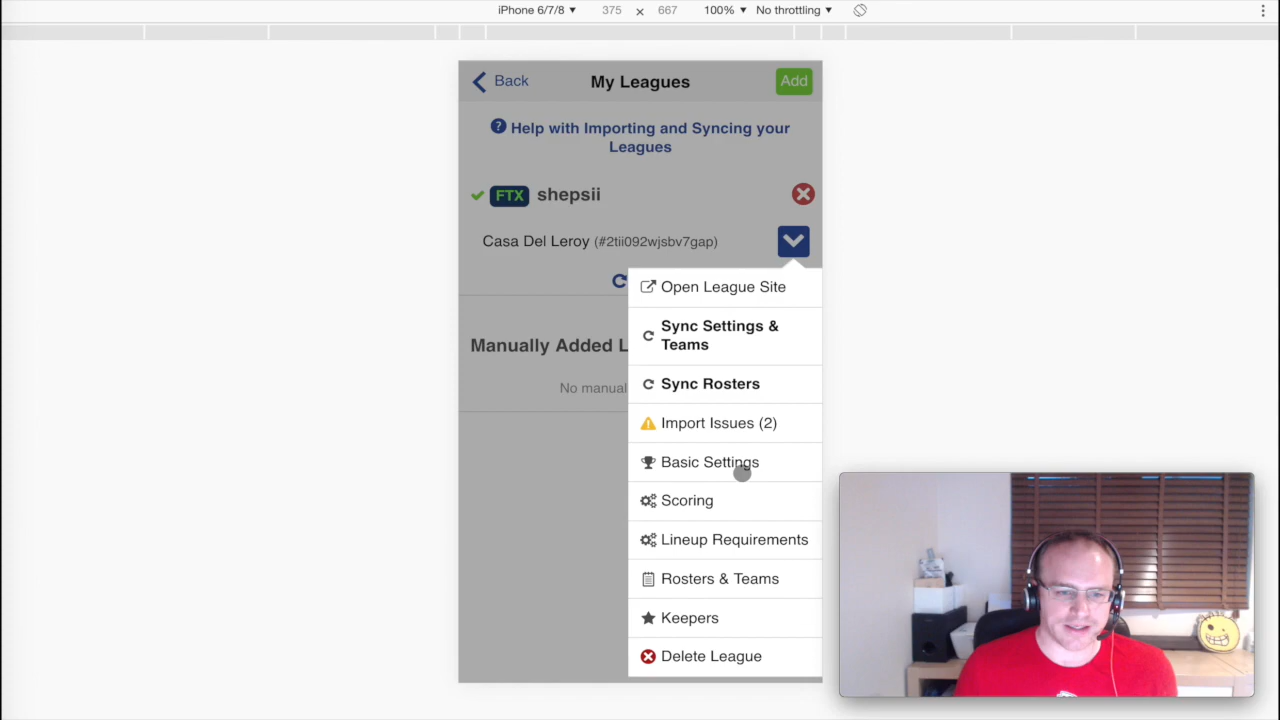 iPhone 6/7/8 ▼ 375 × 667 100% ▼ No throttling ▼
Back My Leagues Add
? Help with Importing and Syncing your
Leagues
FTX shepsii
Casa Del Leroy (#2tii092wjsbv7gap)
Open League Site
Sync Settings &
Teams
Manually Added L
Sync Rosters
No manual
Import Issues (2)
Basic Settings
Scoring
Lineup Requirements
Rosters & Teams
Keepers
Delete League